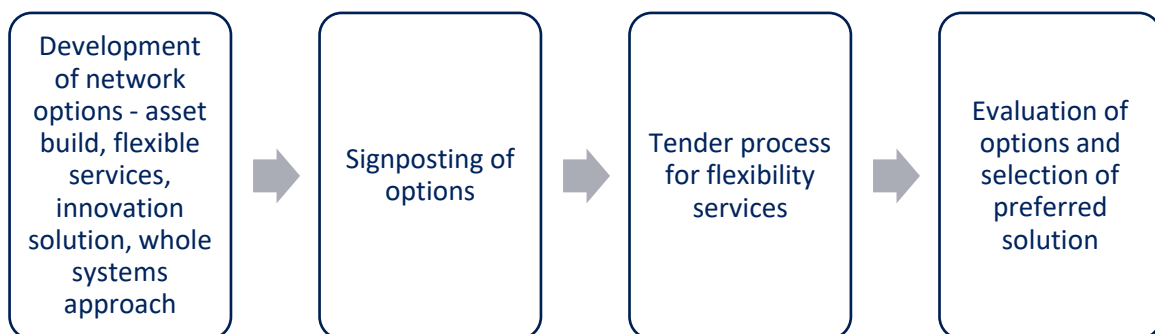 Development
of network
options - asset
build, flexible
services,
innovation
solution, whole
systems
approach
Signposting of
options
Tender process
for flexibility
services
Evaluation of
options and
selection of
preferred
solution